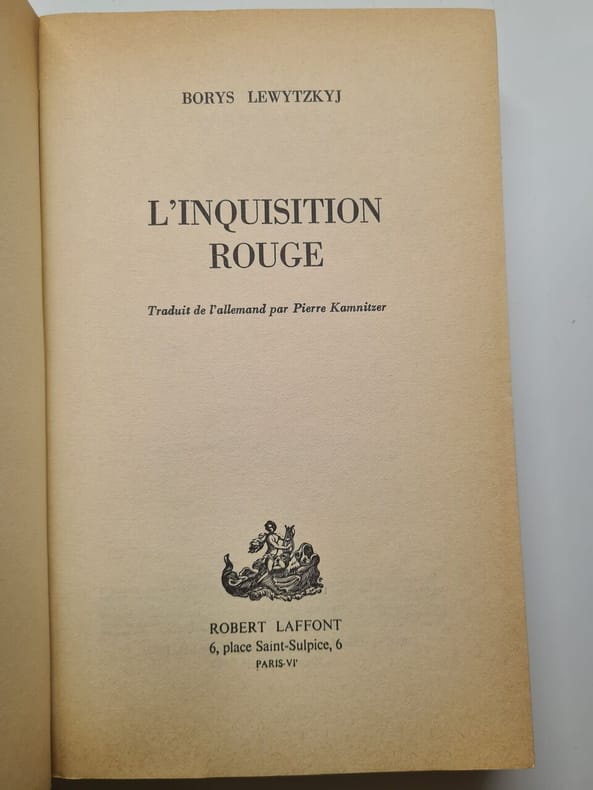 BORYS LEWYTZKYJ
L'INQUISITION
ROUGE
Traduit de l'allemand par Pierre Kamnitzer
ROBERT LAFFONT
6, place Saint-Sulpice, 6
PARIS-VIᵉ